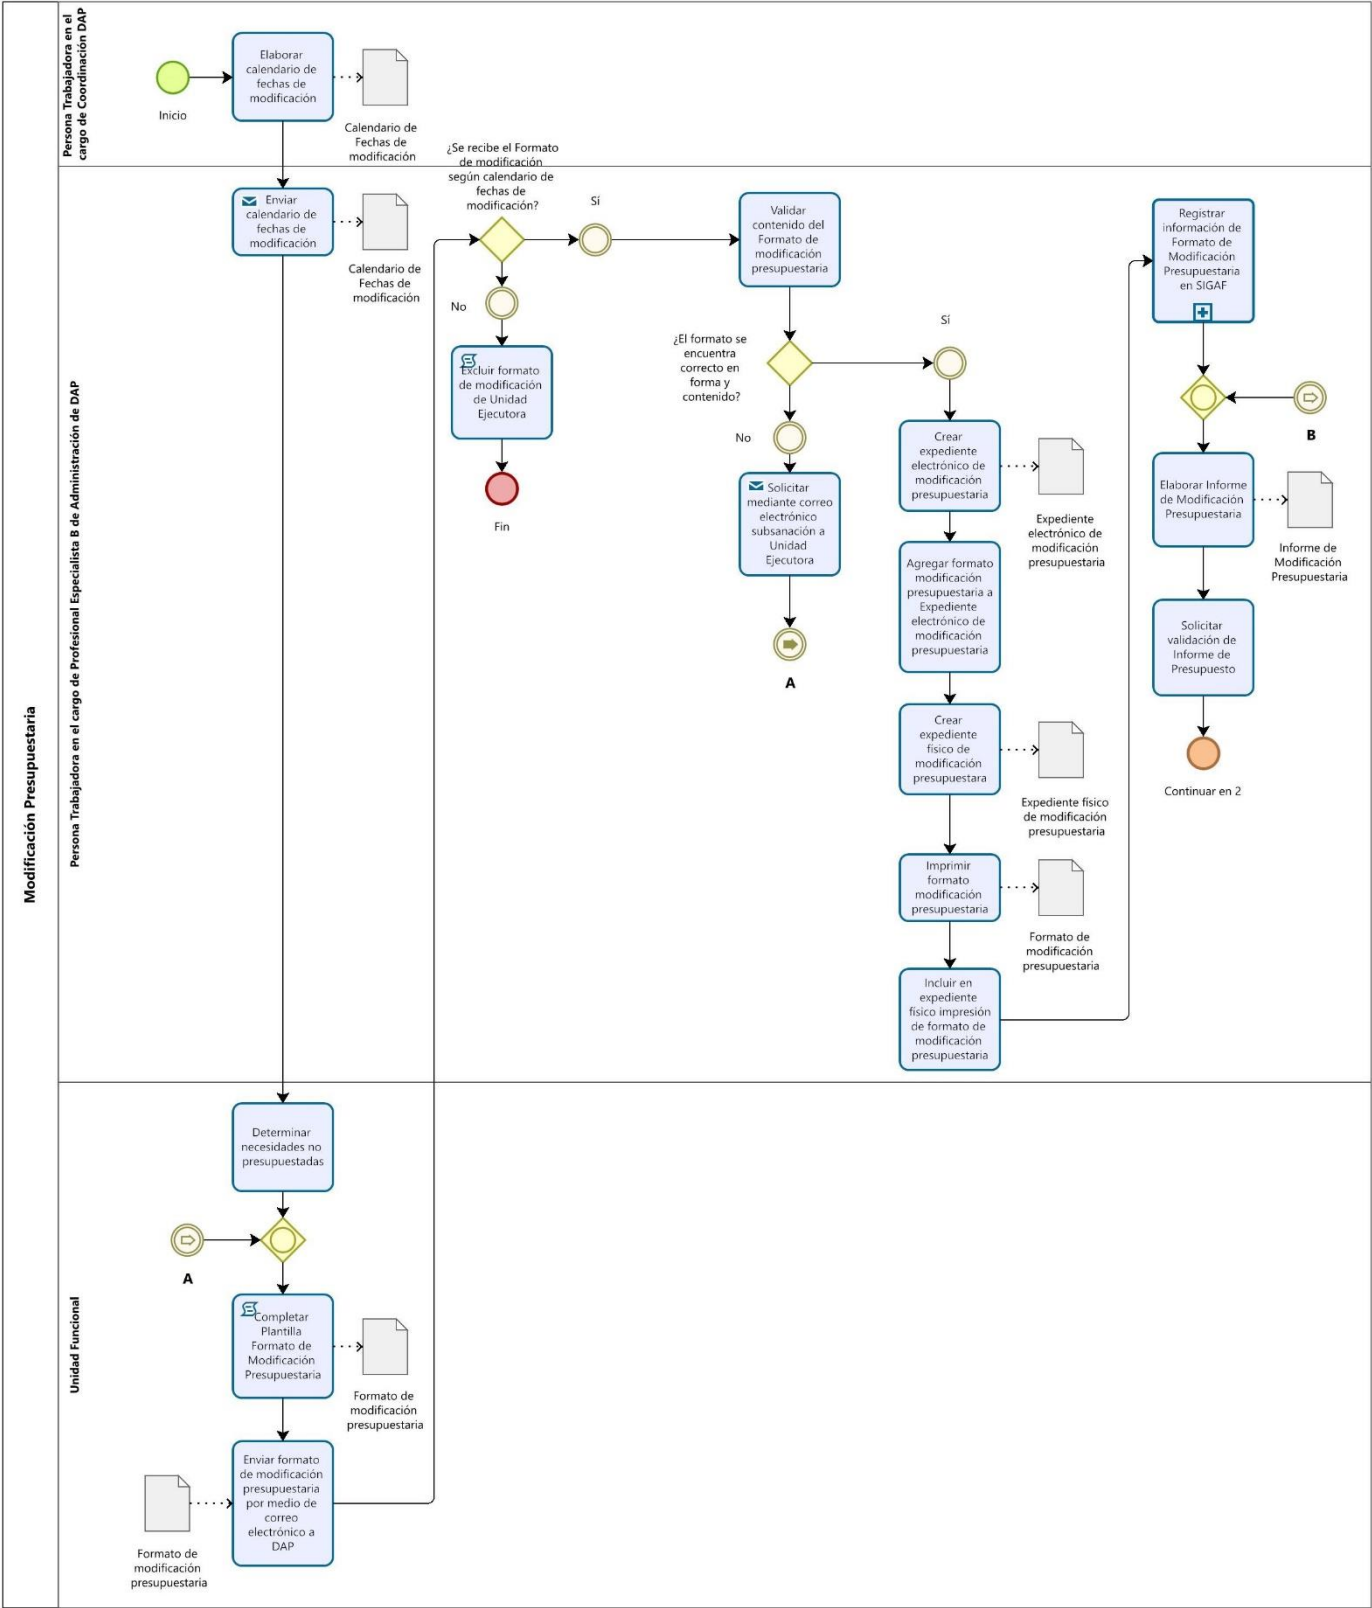 Modificación Presupuestaria
Persona Trabajadora en el
cargo de Coordinación DAP
Inicio
Elaborar
calendario de
fechas de
modificación
Calendario de
Fechas de
modificación
Persona Trabajadora en el cargo de Profesional Especialista B de Administración de DAP
Enviar
calendario de
fechas de
modificación
Calendario de
Fechas de
modificación
¿Se recibe el Formato
de modificación
según calendario de
fechas de
modificación?
Sí
No
Excluir formato
de modificación
de Unidad
Ejecutora
Fin
Validar
contenido del
Formato de
modificación
presupuestaria
¿El formato se
encuentra
correcto en
forma y
contenido?
Sí
No
Solicitar
mediante correo
electrónico
subsanación a
Unidad
Ejecutora
A
Crear
expediente
electrónico de
modificación
presupuestaria
Expediente
electrónico de
modificación
presupuestaria
Agregar formato
modificación
presupuestaria a
Expediente
electrónico de
modificación
presupuestaria
Crear
expediente
físico de
modificación
presupuestara
Expediente físico
de modificación
presupuestaria
Imprimir
formato
modificación
presupuestaria
Formato de
modificación
presupuestaria
Incluir en
expediente
físico impresión
de formato de
modificación
presupuestaria
Registrar
información de
Formato de
Modificación
Presupuestaria
en SIGAF
B
Elaborar Informe
de Modificación
Presupuestaria
Informe de
Modificación
Presupuestaria
Solicitar
validación de
Informe de
Presupuesto
Continuar en 2
Unidad Funcional
Determinar
necesidades no
presupuestadas
A
Completar
Plantilla
Formato de
Modificación
Presupuestaria
Formato de
modificación
presupuestaria
Enviar formato
de modificación
presupuestaria
por medio de
correo
electrónico a
DAP
Formato de
modificación
presupuestaria